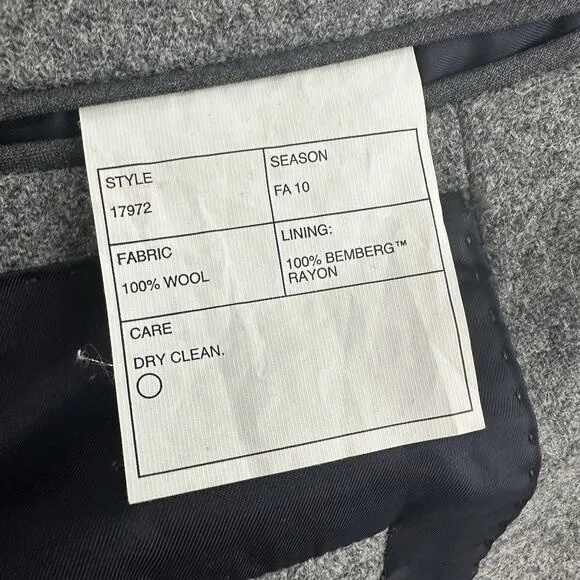 STYLE
17972
SEASON
FA 10
FABRIC
100% WOOL
LINING:
100% BEMBERG™
RAYON
CARE
DRY CLEAN.